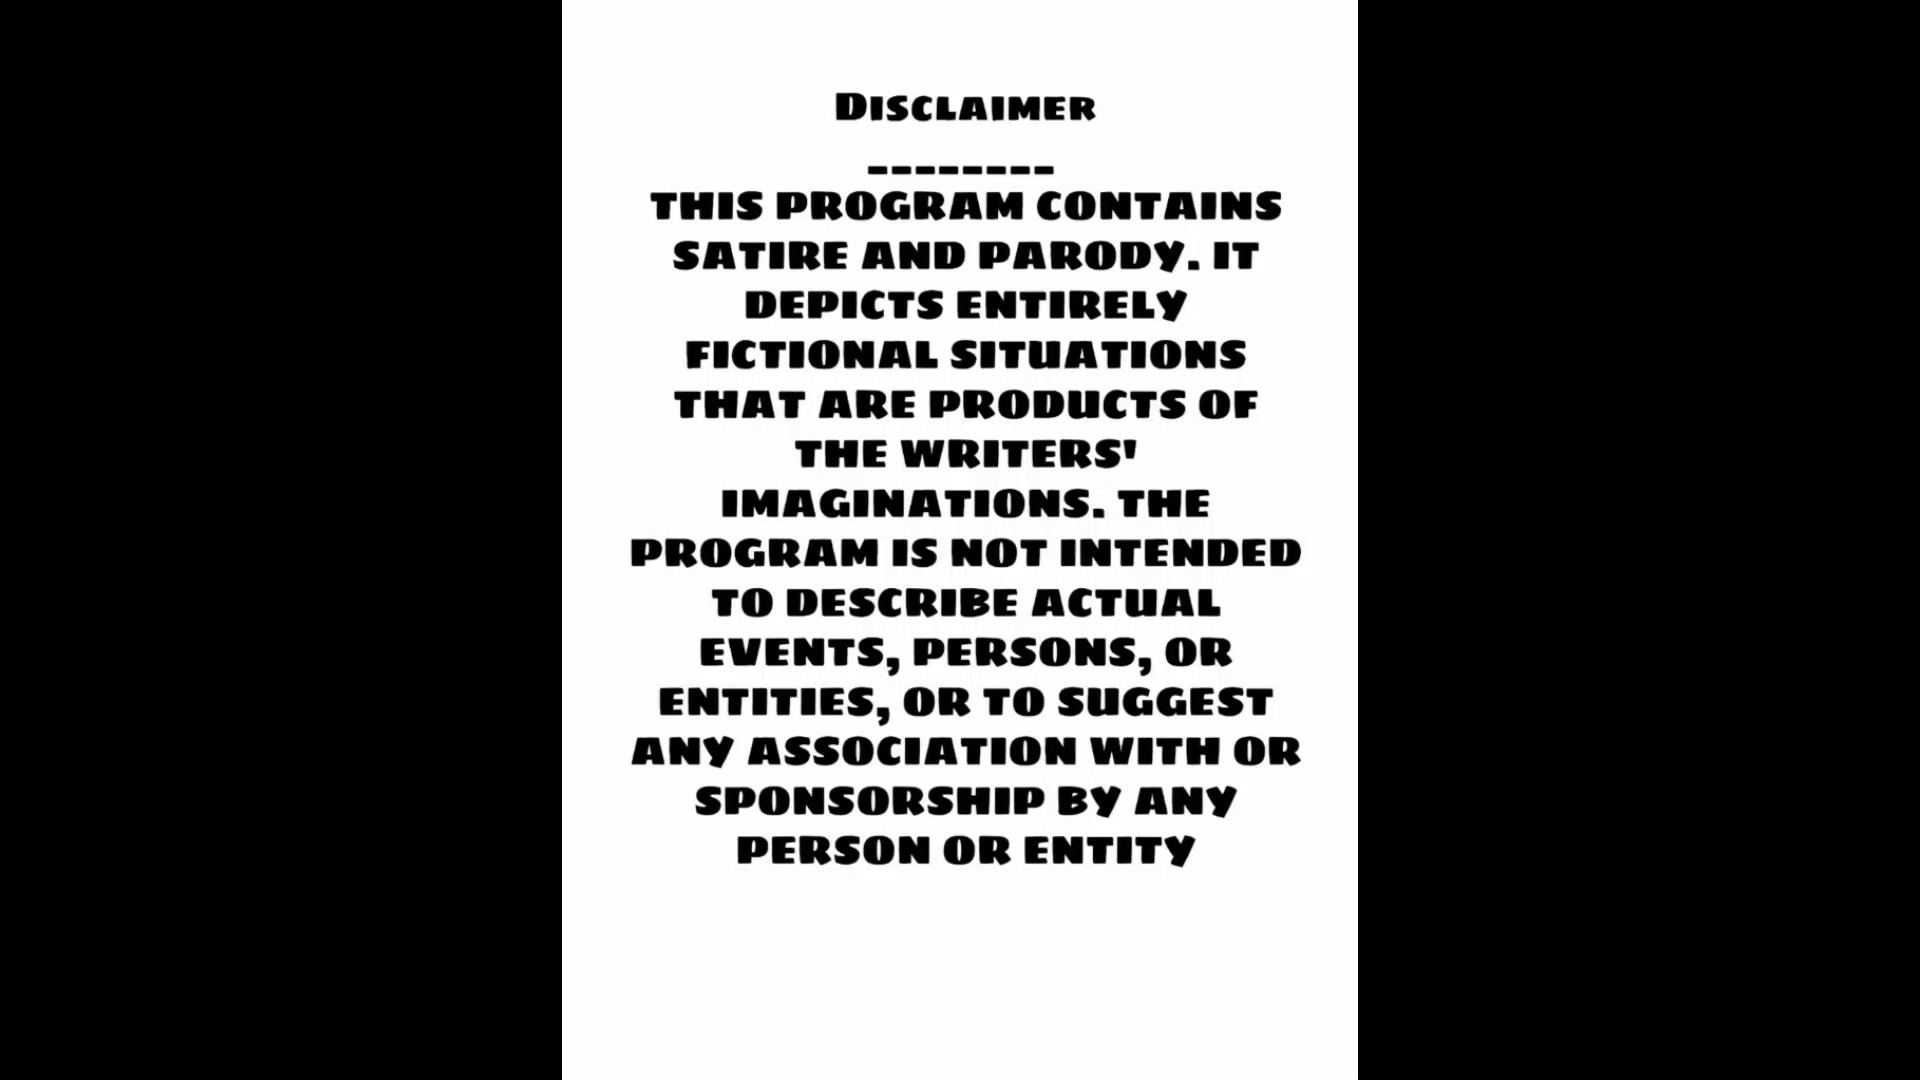 Disclaimer
--------
THIS PROGRAM CONTAINS
SATIRE AND PARODY. IT
DEPICTS ENTIRELY
FICTIONAL SITUATIONS
THAT ARE PRODUCTS OF
THE WRITERS'
IMAGINATIONS. THE
PROGRAM IS NOT INTENDED
TO DESCRIBE ACTUAL
EVENTS, PERSONS, OR
ENTITIES, OR TO SUGGEST
ANY ASSOCIATION WITH OR
SPONSORSHIP BY ANY
PERSON OR ENTITY